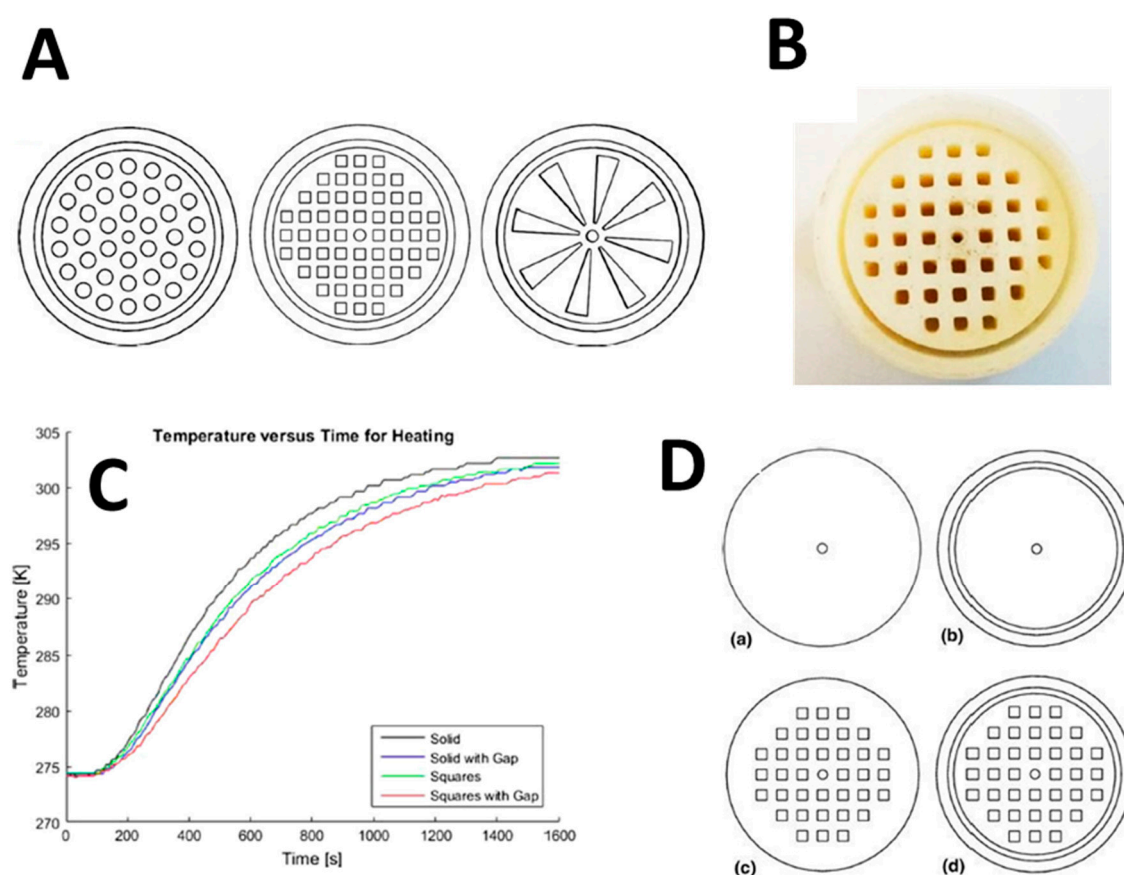 A
B
C
Temperature versus Time for Heating
305
300
295
290
285
280
275
270
Temperature [K]
0 200 400 600 800 1000 1200 1400 1600
Time [s]
Solid
Solid with Gap
Squares
Squares with Gap
D
(a)
(b)
(c)
(d)